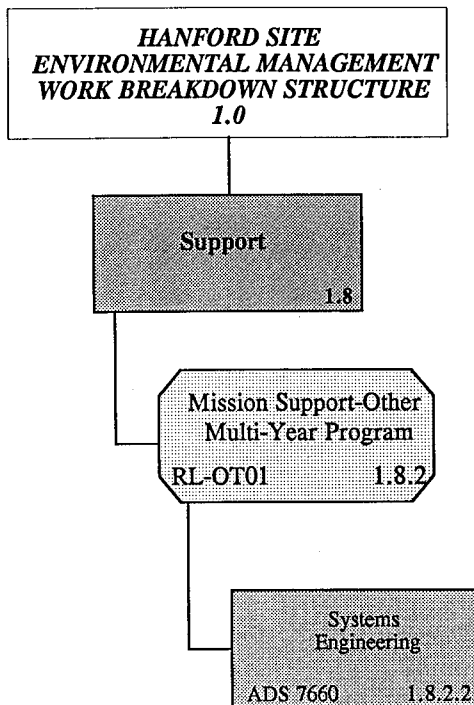 HANFORD SITE
ENVIRONMENTAL MANAGEMENT
WORK BREAKDOWN STRUCTURE
1.0
Support
1.8
Mission Support-Other
Multi-Year Program
RL-OT01 1.8.2
Systems
Engineering
ADS 7660 1.8.2.2